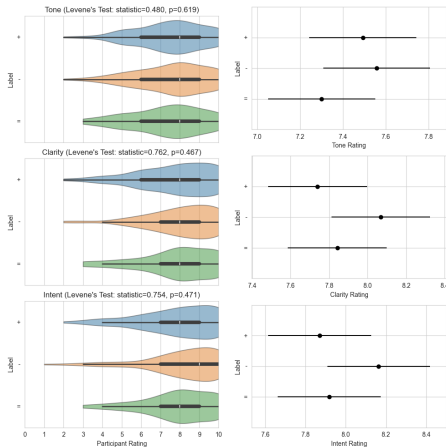 Tone (Levene's Test: statistic=0.480, p=0.619)
Label
+
-
=
Label
+
-
=
7.0 7.2 7.4 7.6 7.8
Tone Rating
Clarity (Levene's Test: statistic=0.762, p=0.467)
Label
+
-
=
Label
+
-
=
7.4 7.6 7.8 8.0 8.2 8.4
Clarity Rating
Intent (Levene's Test: statistic=0.754, p=0.471)
Label
+
-
=
0 1 2 3 4 5 6 7 8 9 10
Participant Rating
Label
+
-
=
7.6 7.8 8.0 8.2 8.4
Intent Rating